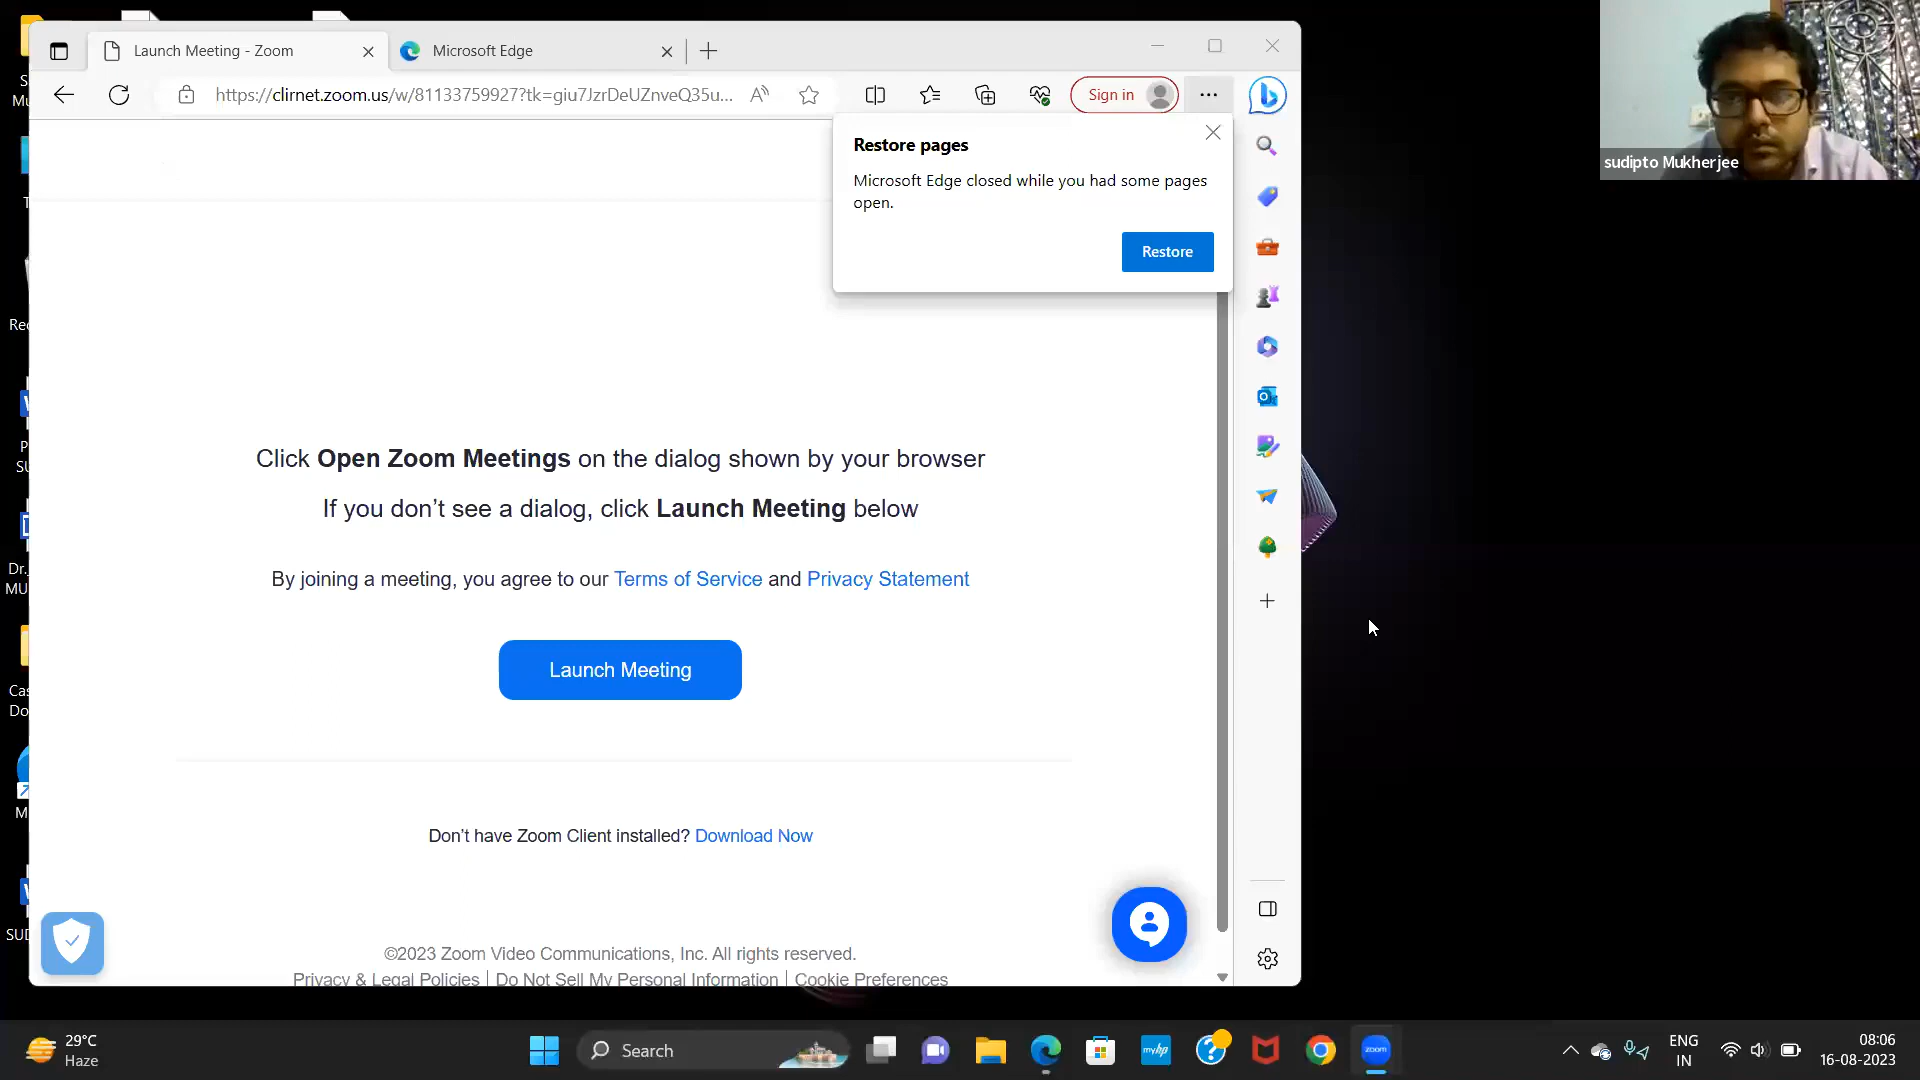 Launch Meeting - Zoom
Microsoft Edge
https://clirnet.zoom.us/w/81133759927?tk=giu7JzrDeUZnveQ35u...
Sign in
Restore pages
Microsoft Edge closed while you had some pages
open.
Restore
sudipto Mukherjee
Click Open Zoom Meetings on the dialog shown by your browser
If you don’t see a dialog, click Launch Meeting below
By joining a meeting, you agree to our Terms of Service and Privacy Statement
Launch Meeting
Don’t have Zoom Client installed? Download Now
©2023 Zoom Video Communications, Inc. All rights reserved.
Privacy & Legal Policies | Do Not Sell My Personal Information | Cookie Preferences
29°C
Haze
Search
myhp
zoom
ENG
IN
08:06
16-08-2023